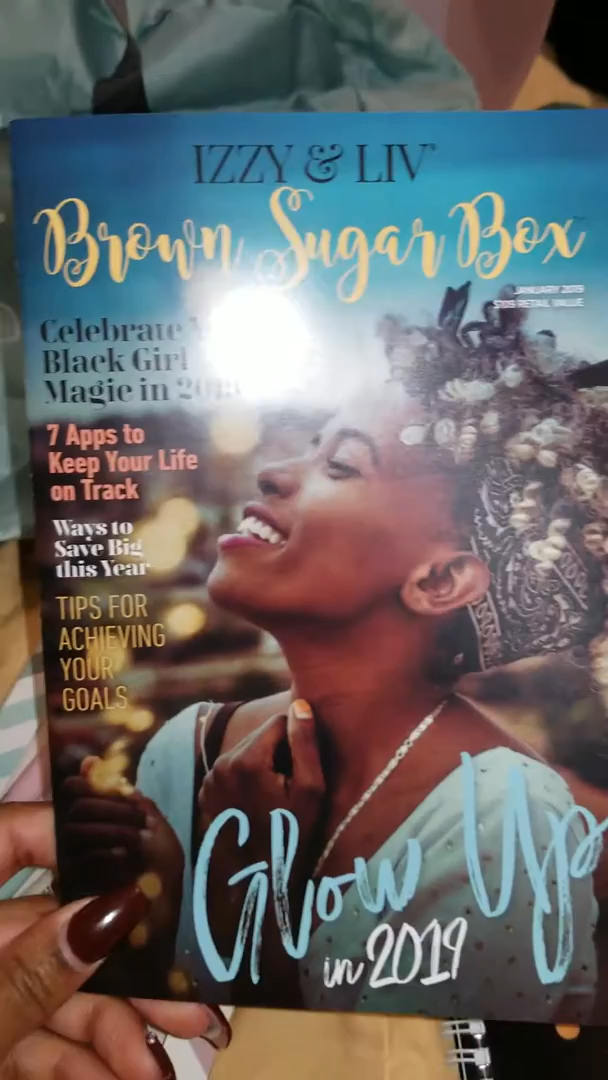 IZZY & LIV®
Brown Sugar Box
JANUARY 2019
RETAIL VALUE
Celebrate
Black Girl
Magic in
7 Apps to
Keep Your Life
on Track
Ways to
Save Big
this Year
TIPS FOR
ACHIEVING
YOUR
GOALS
Glow Up
in 2019